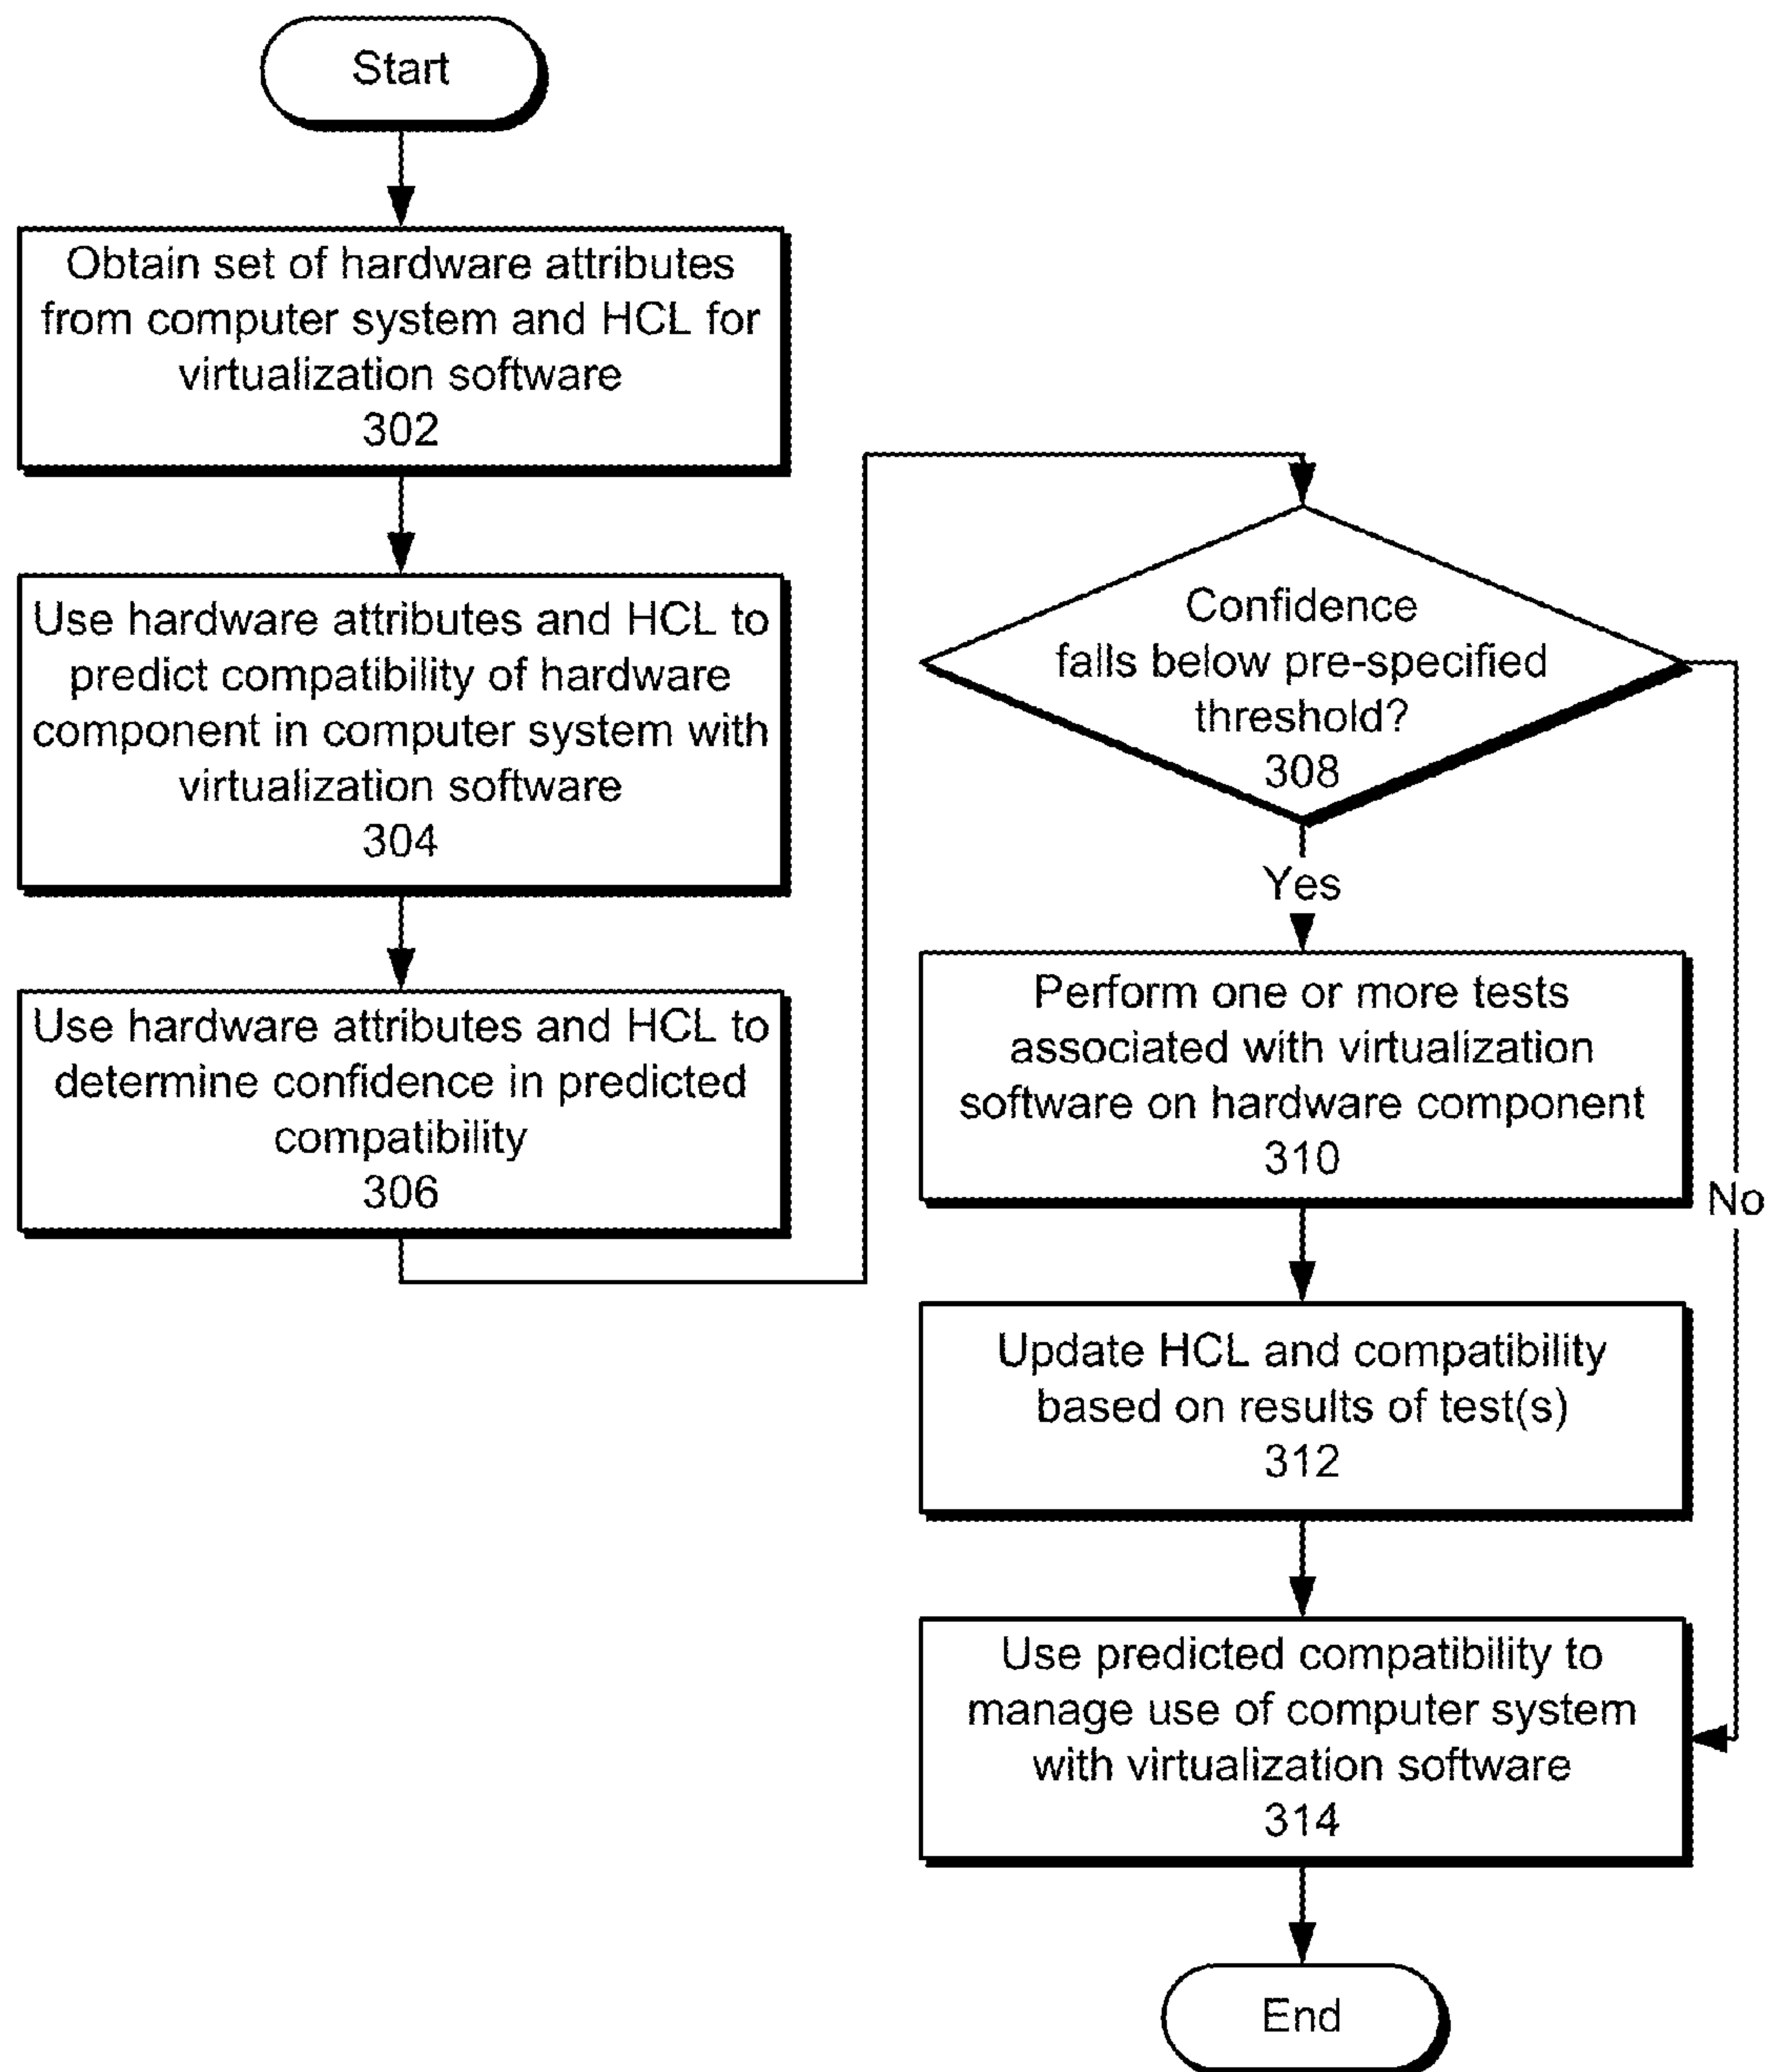 Start
Obtain set of hardware attributes
from computer system and HCL for
virtualization software
302
Use hardware attributes and HCL to
predict compatibility of hardware
component in computer system with
virtualization software
304
Use hardware attributes and HCL to
determine confidence in predicted
compatibility
306
Confidence
falls below pre-specified
threshold?
308
Yes
No
Perform one or more tests
associated with virtualization
software on hardware component
310
Update HCL and compatibility
based on results of test(s)
312
Use predicted compatibility to
manage use of computer system
with virtualization software
314
End